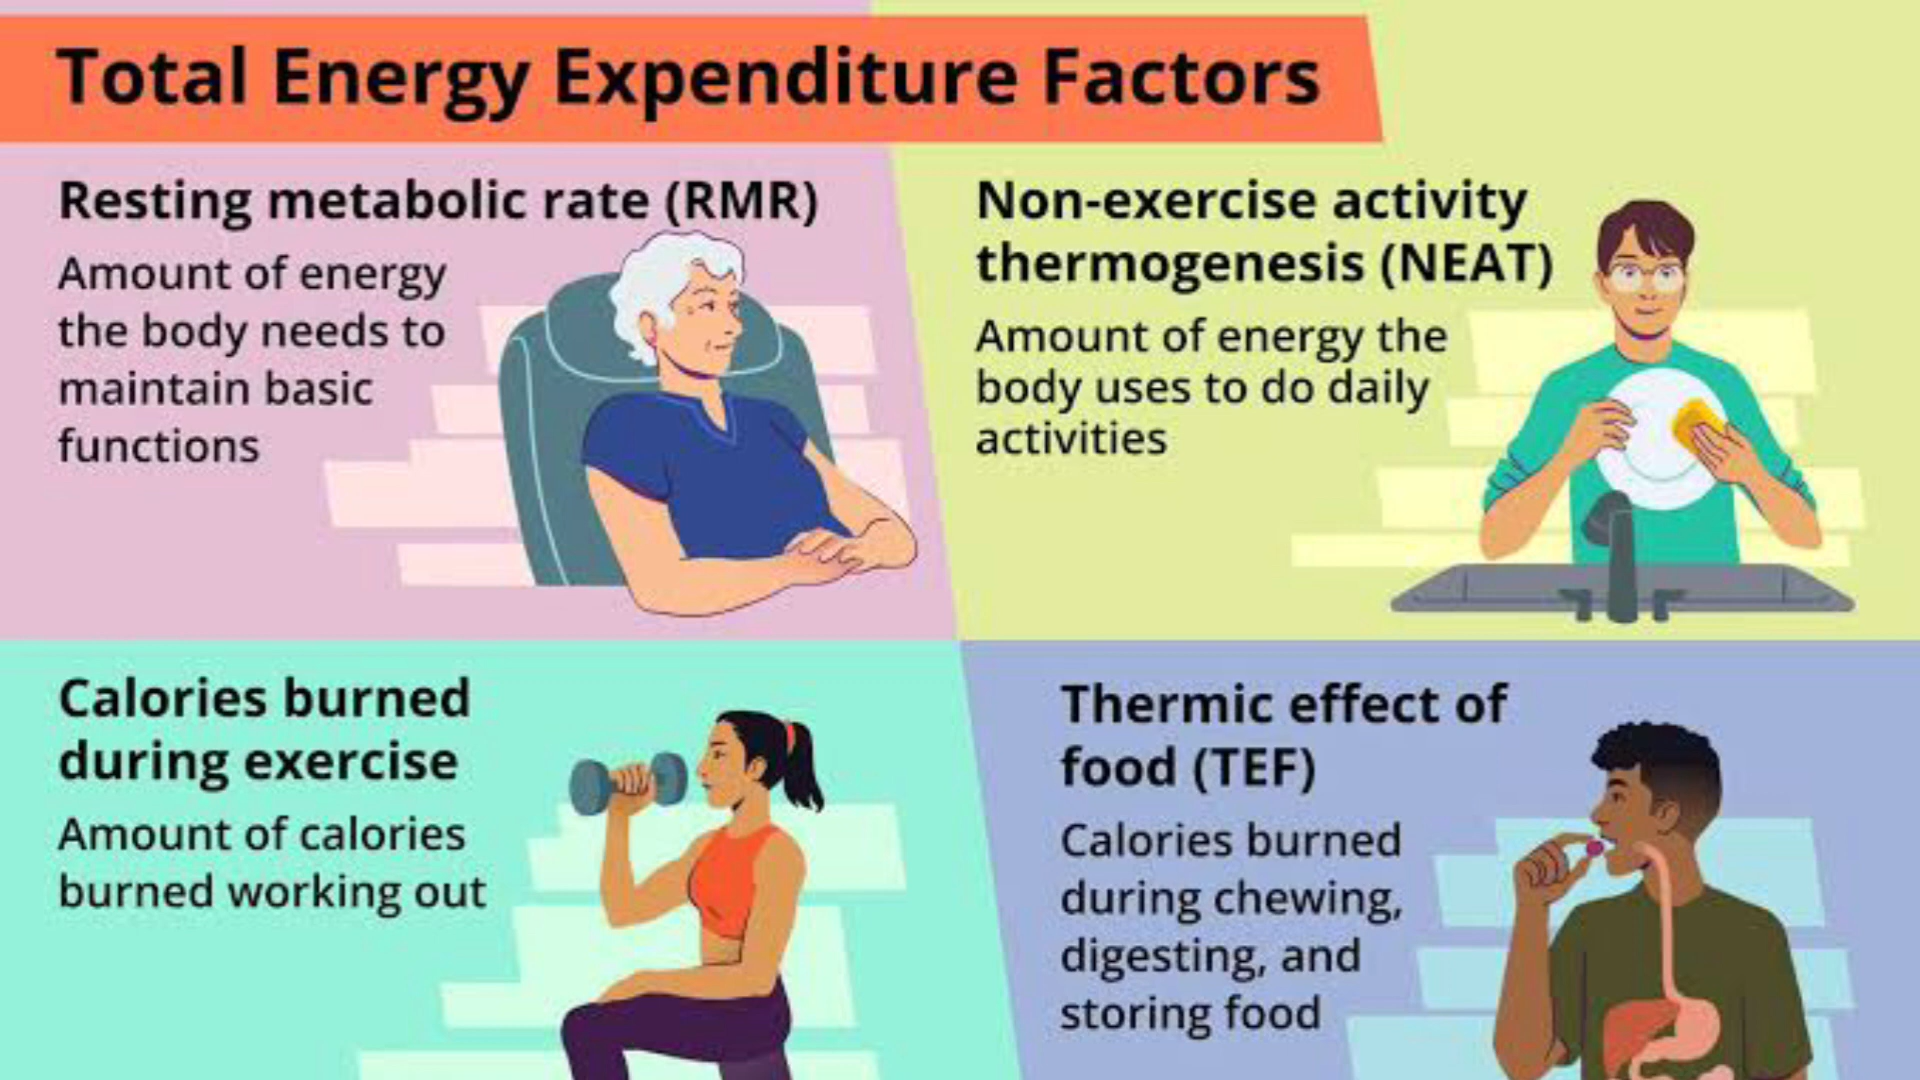 Total Energy Expenditure Factors
Resting metabolic rate (RMR)
Amount of energy
the body needs to
maintain basic
functions
Non-exercise activity
thermogenesis (NEAT)
Amount of energy the
body uses to do daily
activities
Calories burned
during exercise
Amount of calories
burned working out
Thermic effect of
food (TEF)
Calories burned
during chewing,
digesting, and
storing food